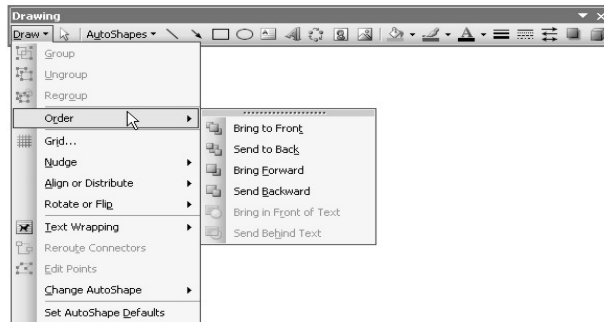 Drawing
Draw AutoShapes
Group
Ungroup
Regroup
Order
Grid...
Nudge
Align or Distribute
Rotate or Flip
Text Wrapping
Reroute Connectors
Edit Points
Change AutoShape
Set AutoShape Defaults
Bring to Front
Send to Back
Bring Forward
Send Backward
Bring in Front of Text
Send Behind Text